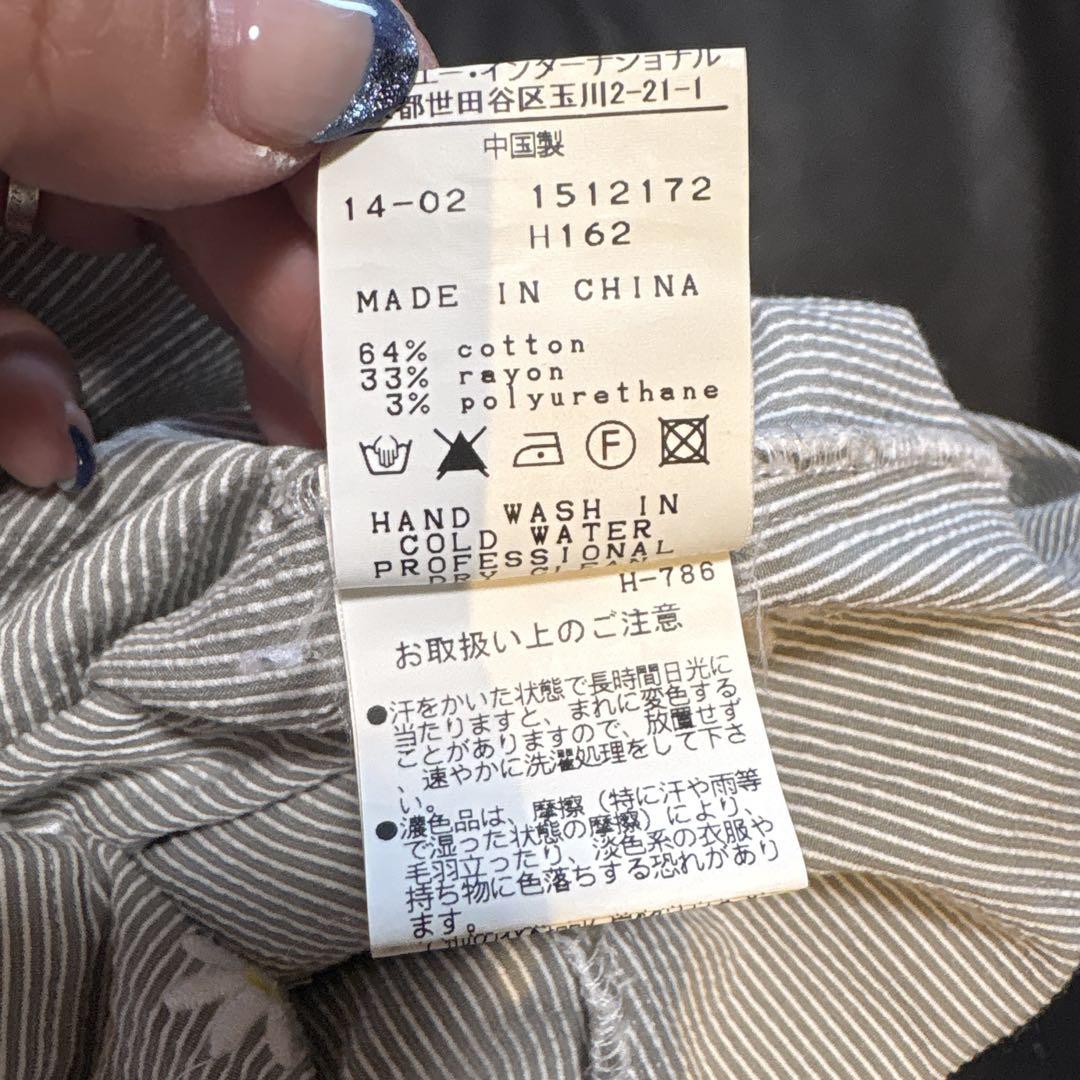 エー・インターナショナル
都世田谷区玉川2-21-1
中国製
14-02 1512172
H162
MADE IN CHINA
64% cotton
33% rayon
3% polyurethane
F
HAND WASH IN
COLD WATER
PROFESSIONAL
DRY CLEAN
H-786
お取扱い上のご注意
●汗をかいた状態で長時間日光に
当たりますと、まれに変色する
ことがありますので、放置せず
、速やかに洗濯処理をして下さ
い。
●濃色品は、摩擦（特に汗や雨等
で湿った状態の摩擦）により、
毛羽立ったり、淡色系の衣服や
持ち物に色落ちする恐れがあり
ます。